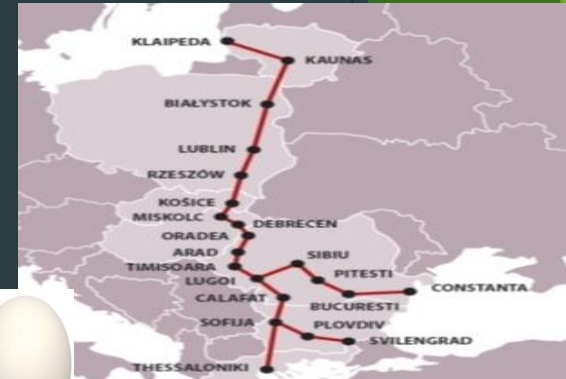 KLAIPEDA
KAUNAS
BIAŁYSTOK
LUBLIN
RZESZÓW
KOŠICE
MISKOLC
DEBRECEN
ORADEA
ARAD
SIBIU
TIMISOARA
PITESTI
LUGOI
CONSTANTA
CALAFAT
BUCURESTI
SOFIJA
PLOVDIV
SVILENGRAD
THESSALONIKI